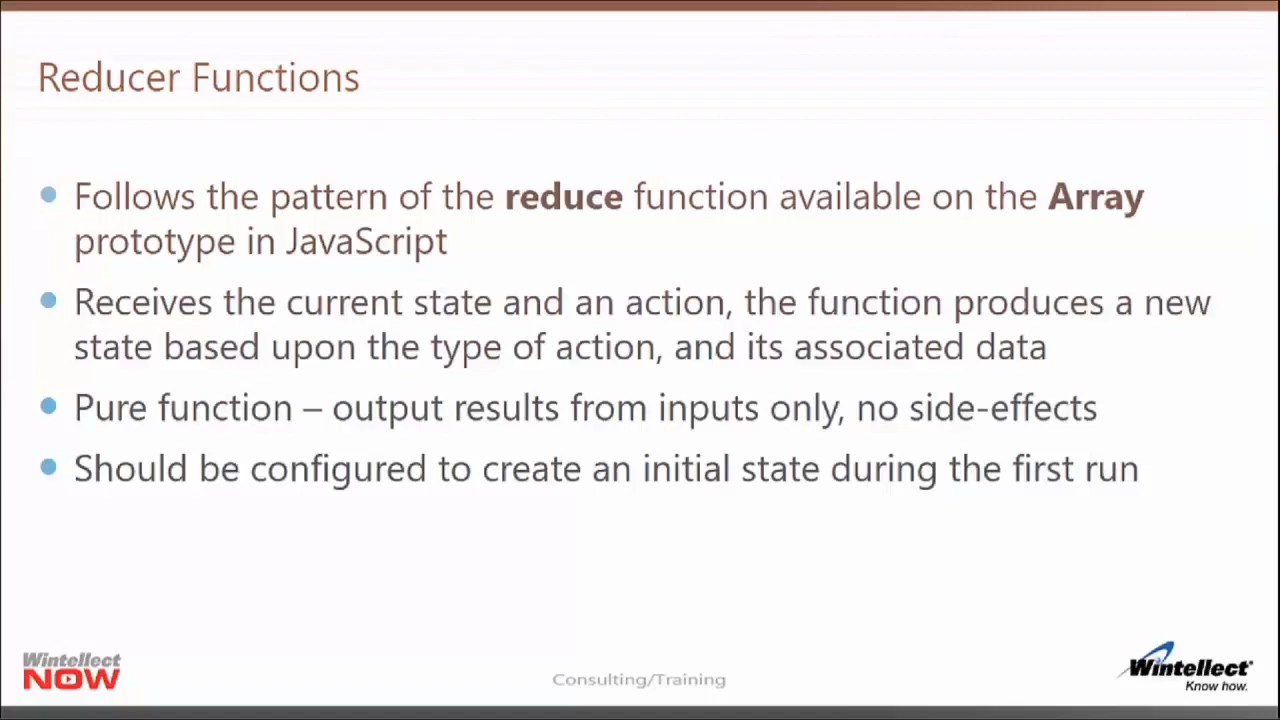 Reducer Functions
Follows the pattern of the reduce function available on the Array
prototype in JavaScript
Receives the current state and an action, the function produces a new
state based upon the type of action, and its associated data
Pure function – output results from inputs only, no side-effects
Should be configured to create an initial state during the first run
Wintellect
NOW
Consulting/Training
Wintellect
Know how.